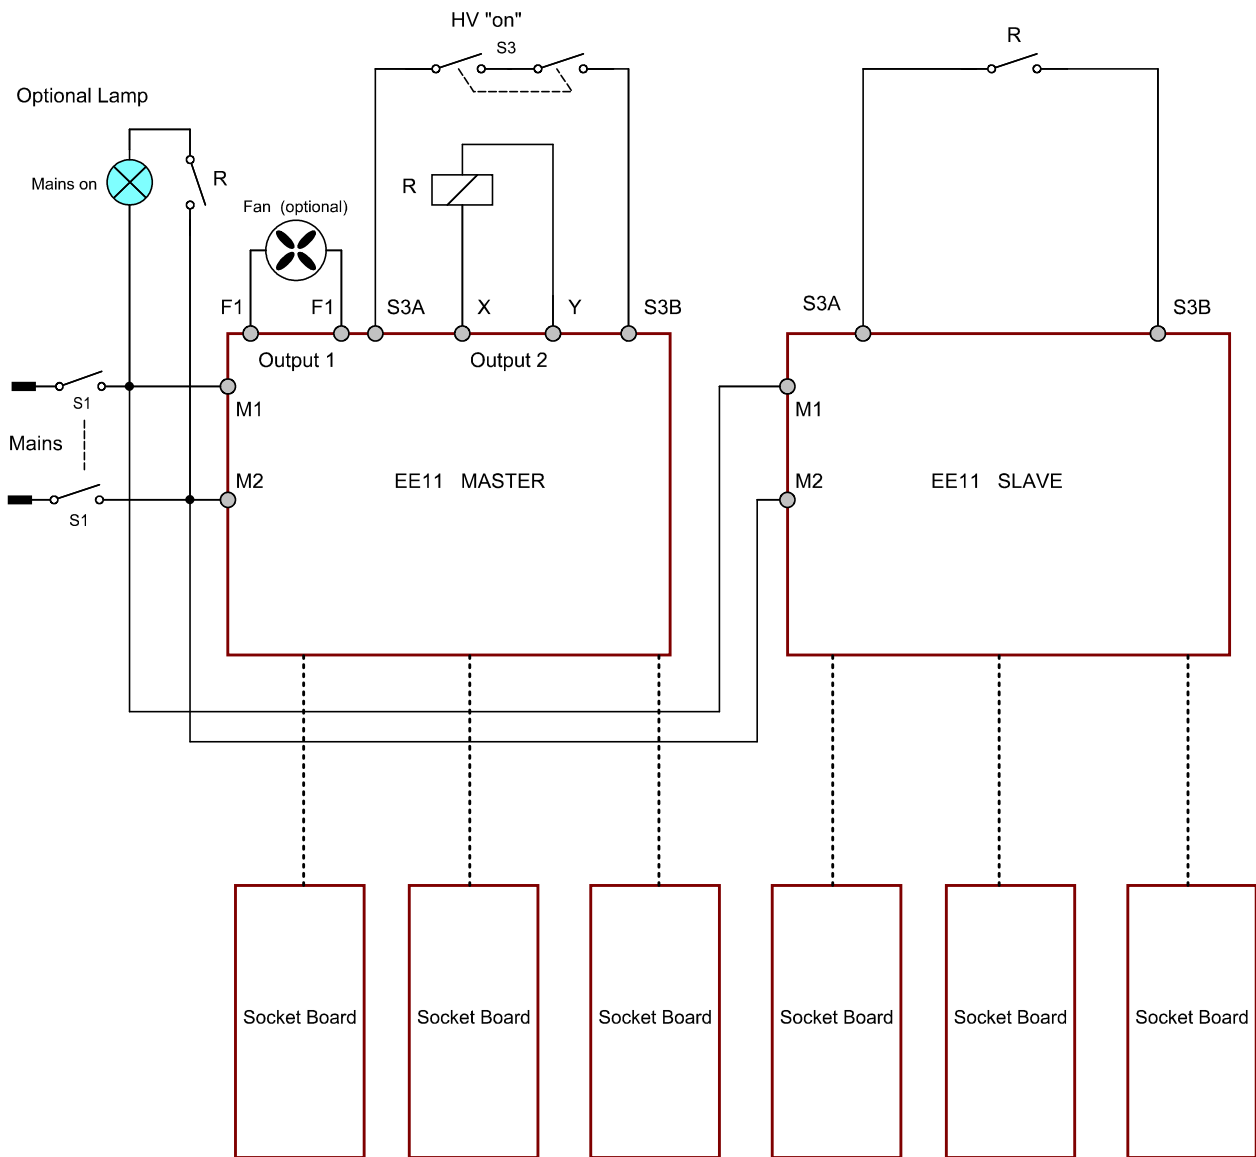 HV "on"
S3
R
Optional Lamp
Mains on
R
R
Fan (optional)
F1
F1
S3A
X
Y
S3B
S3A
S3B
Output 1
Output 2
S1
M1
M1
Mains
M2
EE11 MASTER
M2
EE11 SLAVE
S1
Socket Board
Socket Board
Socket Board
Socket Board
Socket Board
Socket Board